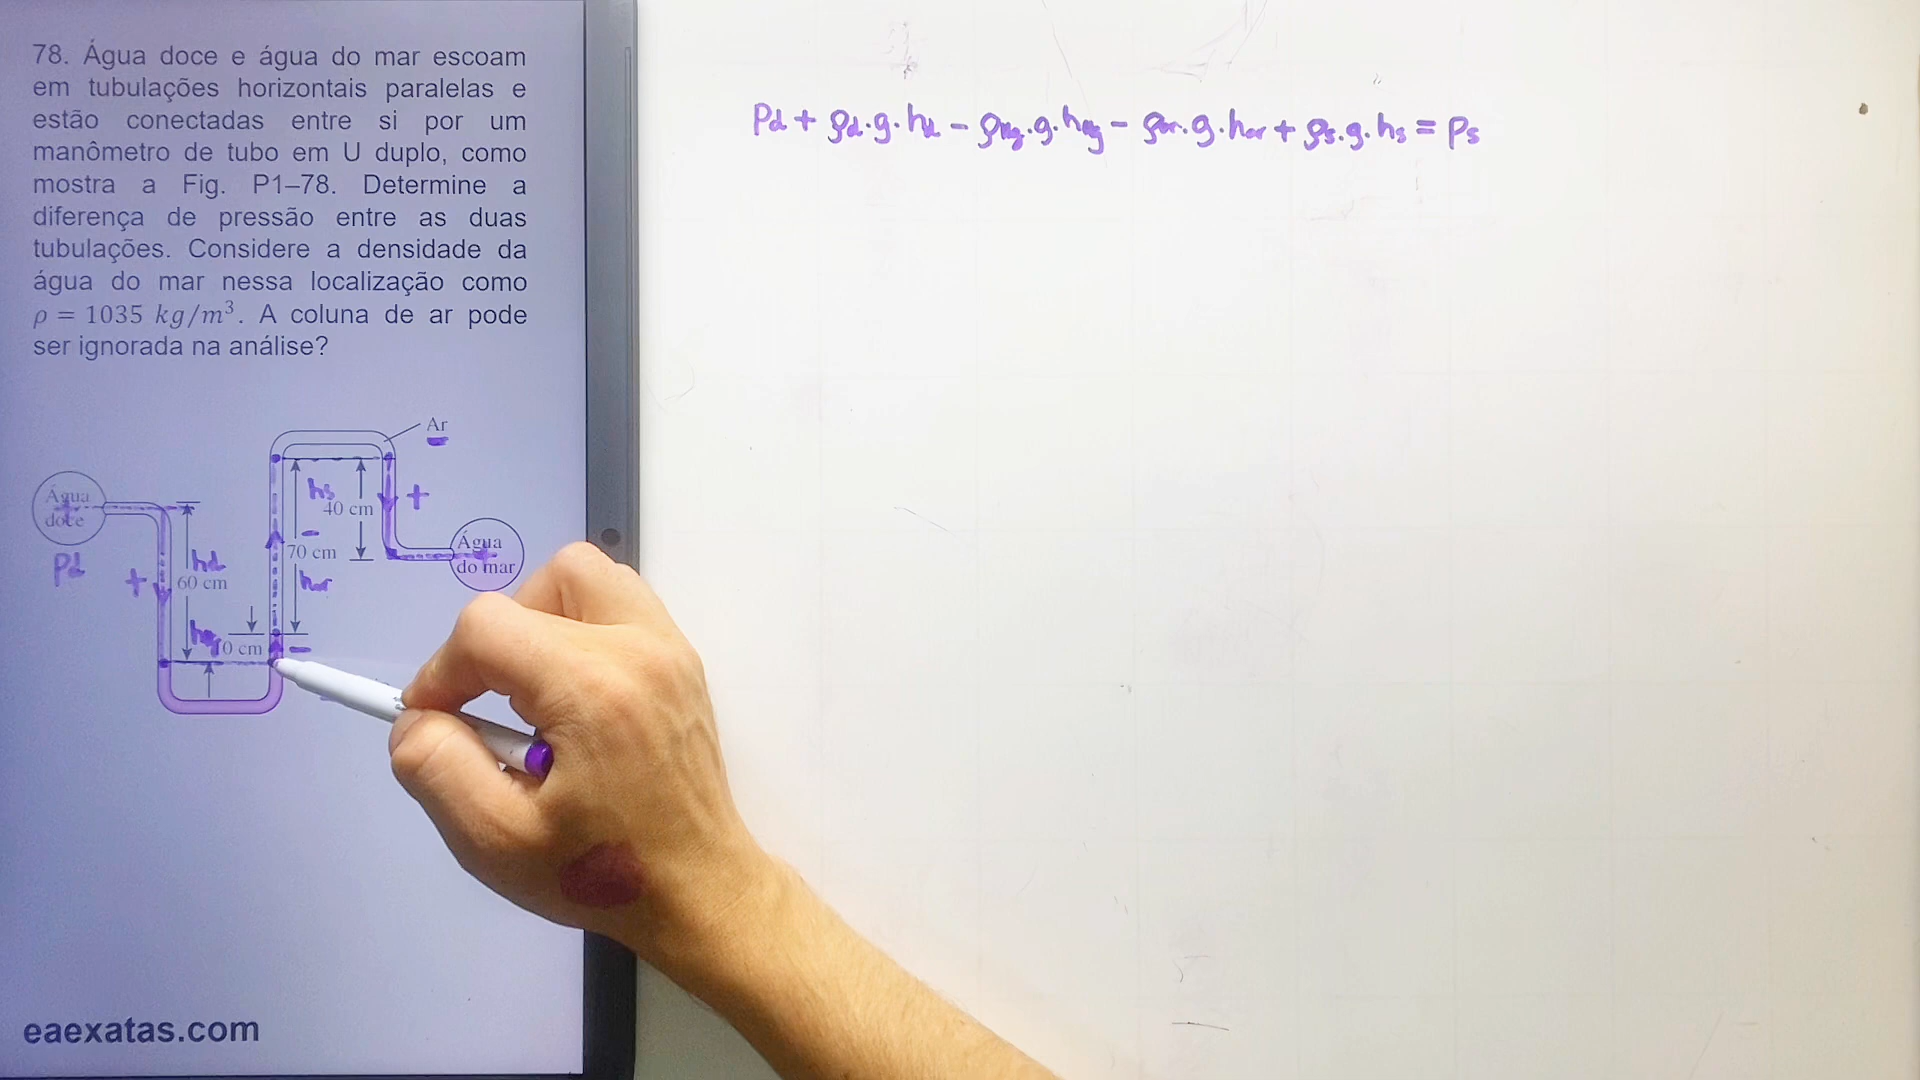 78. Água doce e água do mar escoam
em tubulações horizontais paralelas e
estão conectadas entre si por um
manômetro de tubo em U duplo, como
mostra a Fig. P1–78. Determine a
diferença de pressão entre as duas
tubulações. Considere a densidade da
água do mar nessa localização como
ρ = 1035 kg/m³. A coluna de ar pode
ser ignorada na análise?
Pd + ρd.g.hd - ρHg.g.hHg - ρar.g.har + ρs.g.hs = Ps
Ar
Água
doce
Pd
+
hd
60 cm
hHg
10 cm
-
hs
40 cm
+
-
70 cm
har
Água
do mar
eaexatas.com